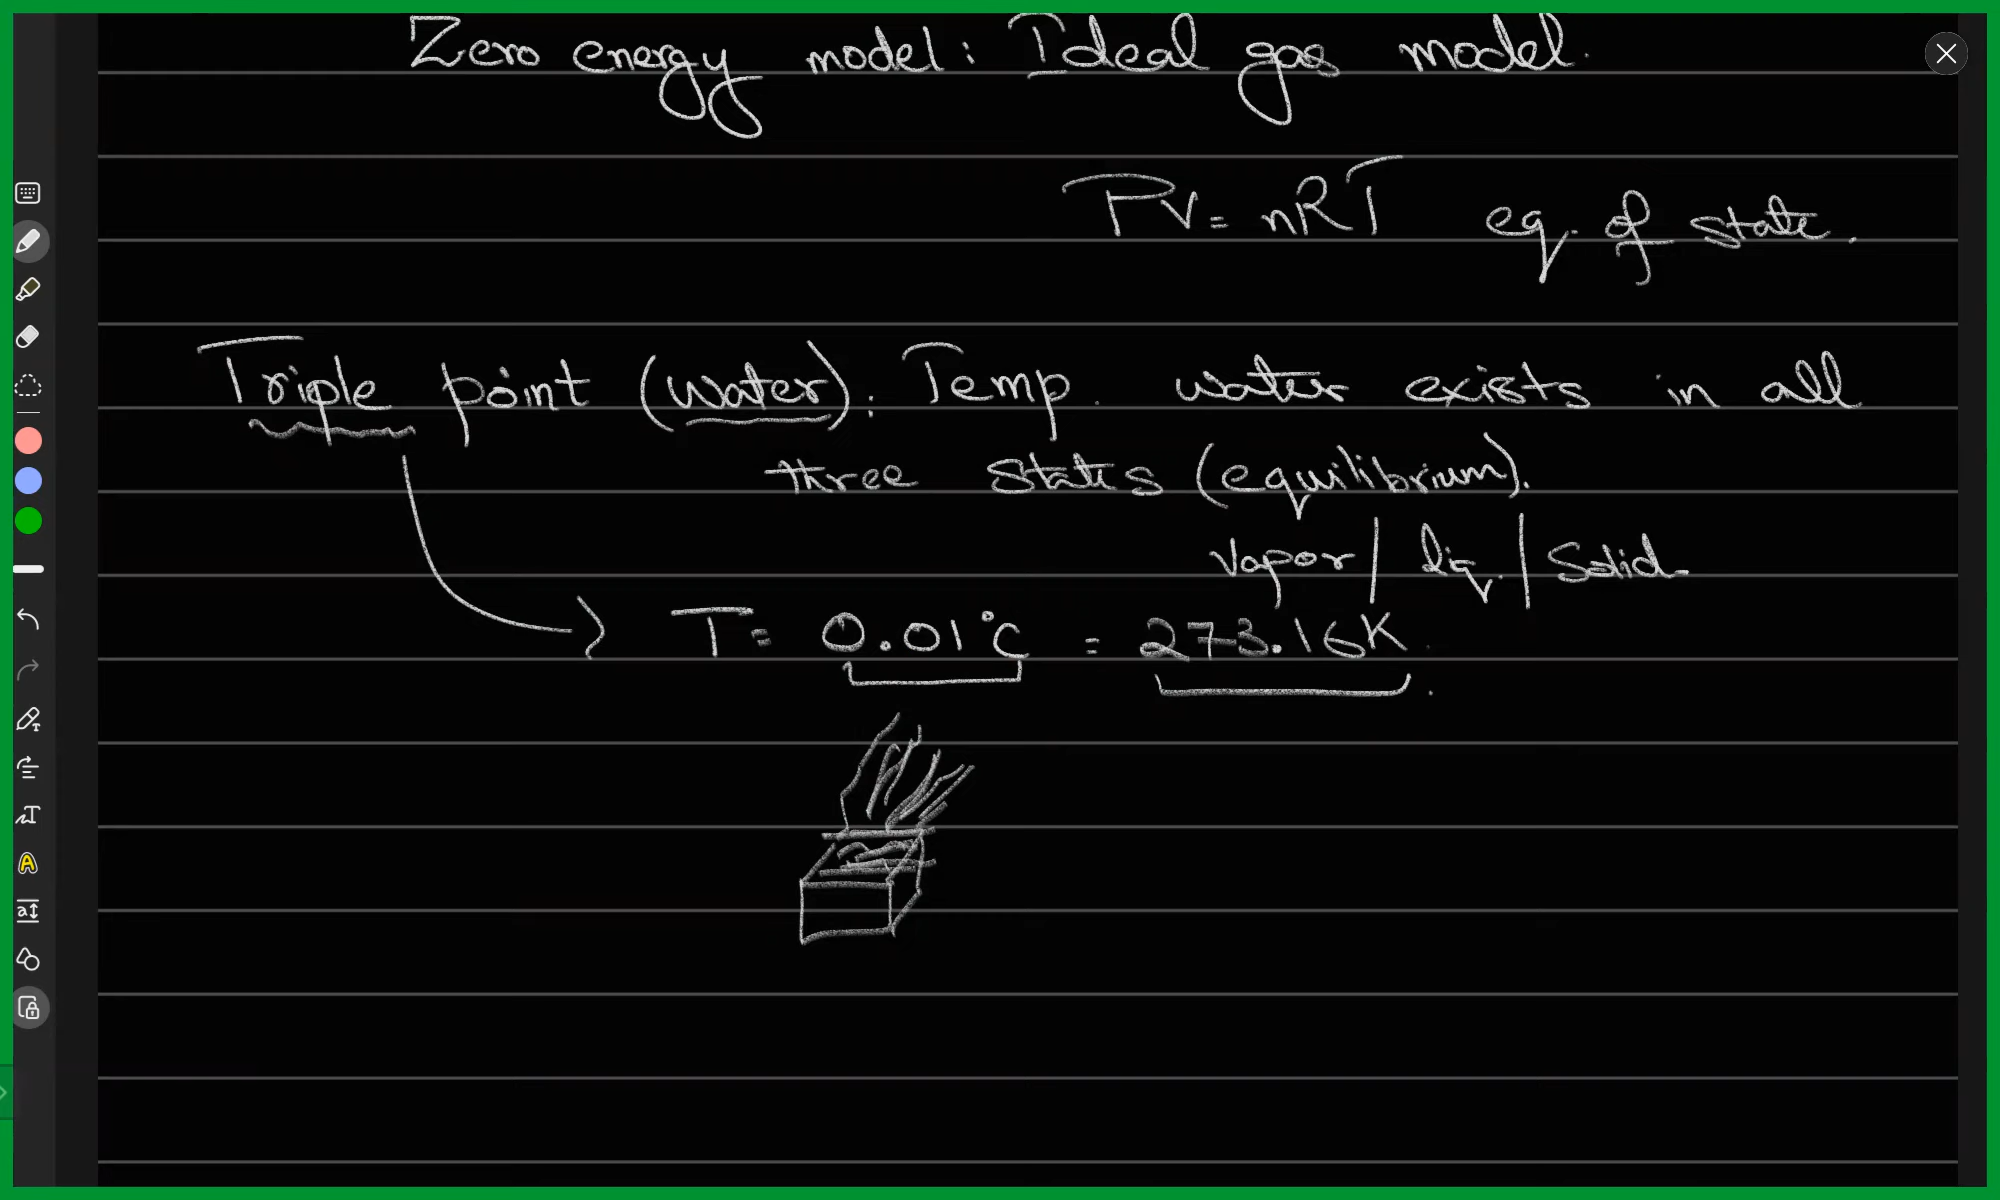 Zero energy model: Ideal gas model.
PV = nRT eq. of state.
Triple point (water): Temp. water exists in all
three states (equilibrium).
vapor / liq. / Solid
T = 0.01°C = 273.16K.